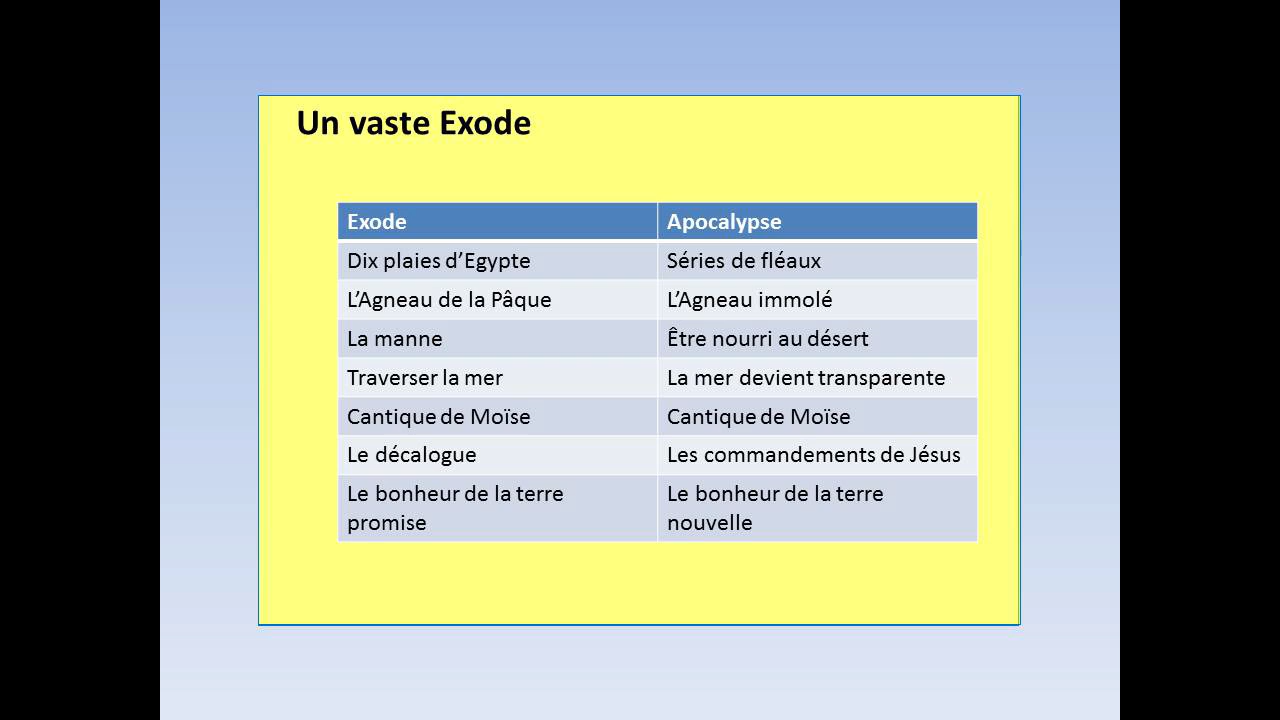 Un vaste Exode
Exode Apocalypse
Dix plaies d’Egypte Séries de fléaux
L’Agneau de la Pâque L’Agneau immolé
La manne Être nourri au désert
Traverser la mer La mer devient transparente
Cantique de Moïse Cantique de Moïse
Le décalogue Les commandements de Jésus
Le bonheur de la terre Le bonheur de la terre
promise nouvelle